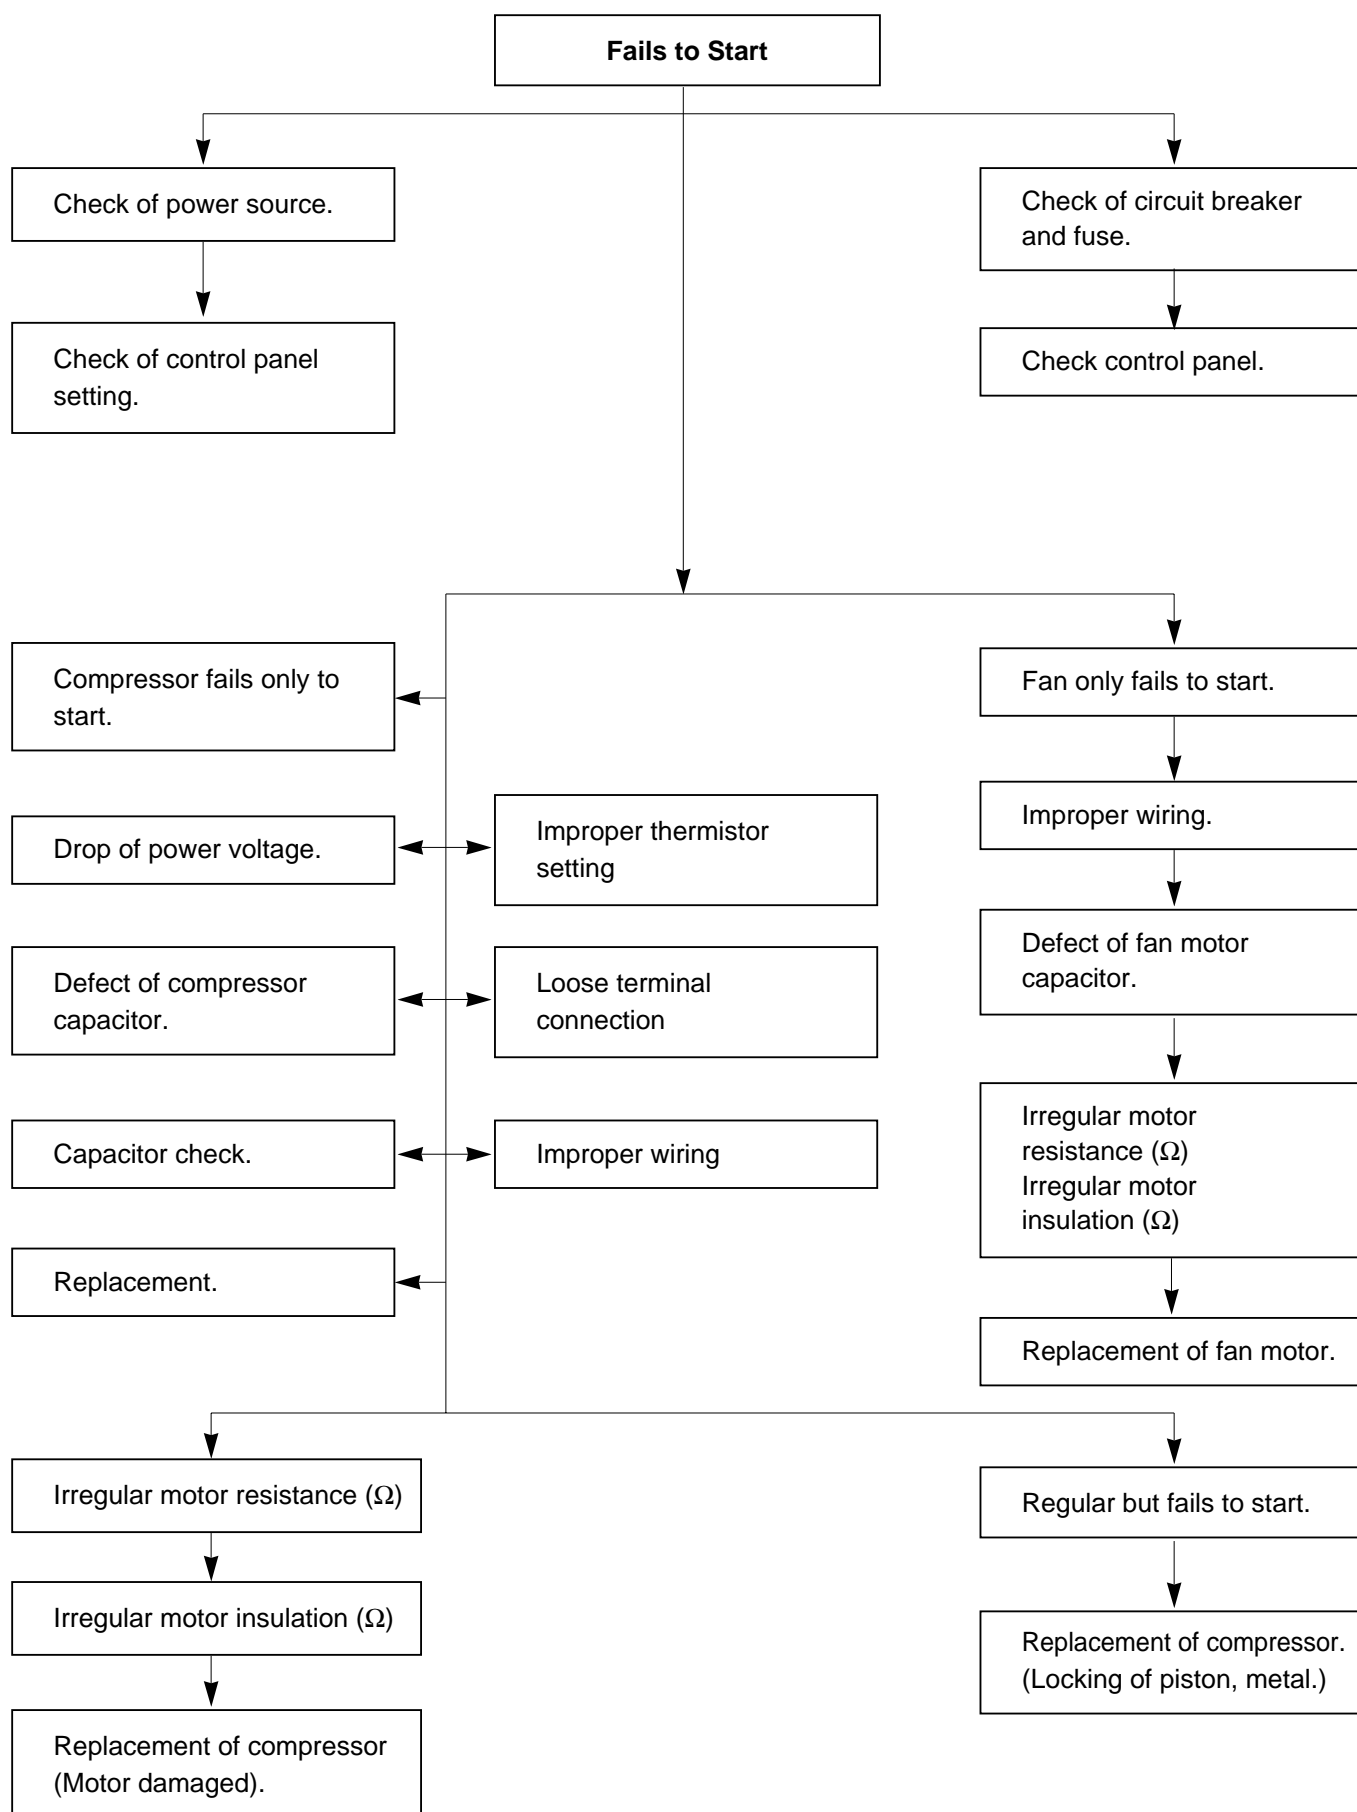 Fails to Start
Check of power source.
Check of circuit breaker
and fuse.
Check of control panel
setting.
Check control panel.
Compressor fails only to
start.
Fan only fails to start.
Drop of power voltage.
Improper thermistor
setting
Improper wiring.
Defect of compressor
capacitor.
Loose terminal
connection
Defect of fan motor
capacitor.
Capacitor check.
Improper wiring
Irregular motor
resistance (Ω)
Irregular motor
insulation (Ω)
Replacement.
Replacement of fan motor.
Irregular motor resistance (Ω)
Regular but fails to start.
Irregular motor insulation (Ω)
Replacement of compressor.
(Locking of piston, metal.)
Replacement of compressor
(Motor damaged).